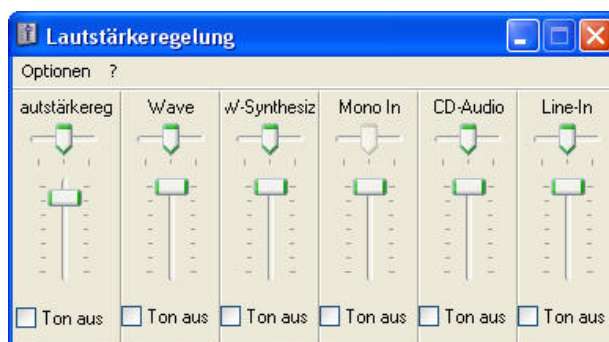 Lautstärkeregelung
Optionen ?
autstärkereg Wave W-Synthesiz Mono In CD-Audio Line-In
Ton aus Ton aus Ton aus Ton aus Ton aus Ton aus